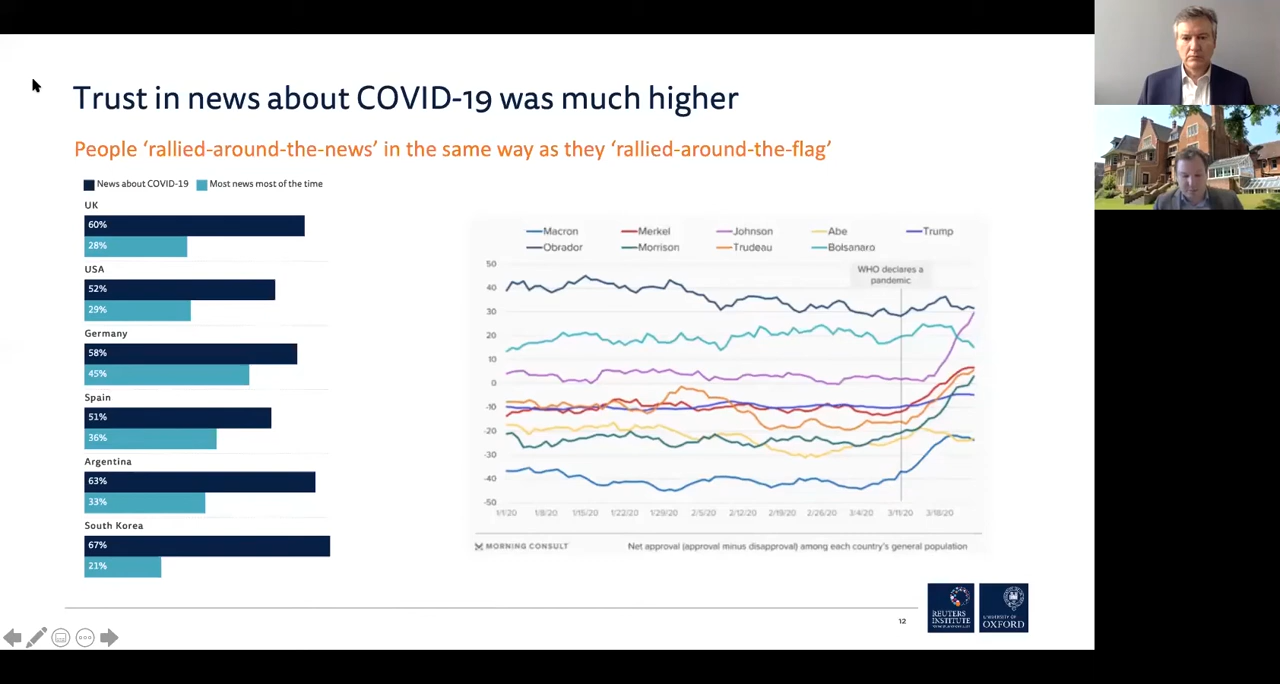 Trust in news about COVID-19 was much higher
People ‘rallied-around-the-news’ in the same way as they ‘rallied-around-the-flag’
News about COVID-19 Most news most of the time
UK
60%
28%
USA
52%
29%
Germany
58%
45%
Spain
51%
36%
Argentina
63%
33%
South Korea
67%
21%
Macron Merkel Johnson Abe Trump
Obrador Morrison Trudeau Bolsanaro
WHO declares a
pandemic
50
40
30
20
10
0
-10
-20
-30
-40
-50
1/1/20 1/8/20 1/15/20 1/22/20 1/29/20 2/5/20 2/12/20 2/19/20 2/26/20 3/4/20 3/11/20 3/18/20
MORNING CONSULT Net approval (approval minus disapproval) among each country's general population
12
REUTERS
INSTITUTE
UNIVERSITY OF
OXFORD